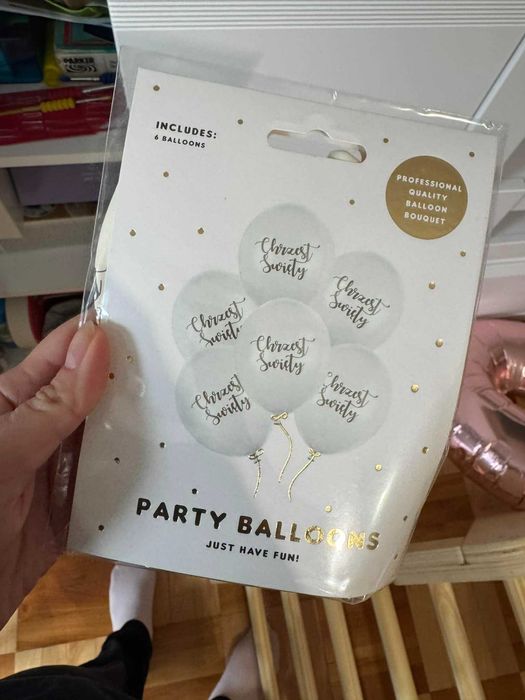 PARKER
INCLUDES:
6 BALLOONS
PROFESSIONAL
QUALITY
BALLOON
BOUQUET
Chrzest
Święty
Chrzest
Święty
Chrzest
Święty
Chrzest
Święty
Chrzest
Święty
Chrzest
Święty
PARTY BALLOONS
JUST HAVE FUN!